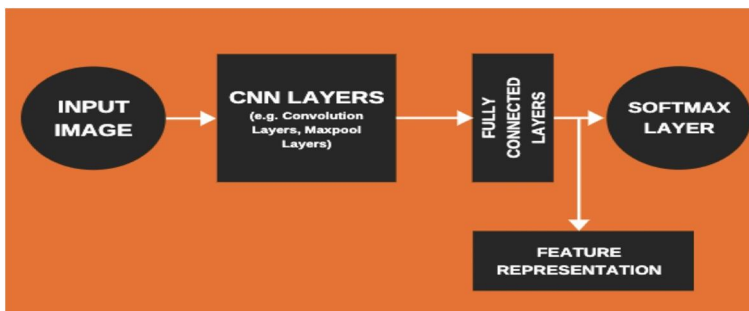 INPUT
IMAGE
CNN LAYERS
(e.g. Convolution
Layers, Maxpool
Layers)
FULLY
CONNECTED
LAYERS
SOFTMAX
LAYER
FEATURE
REPRESENTATION